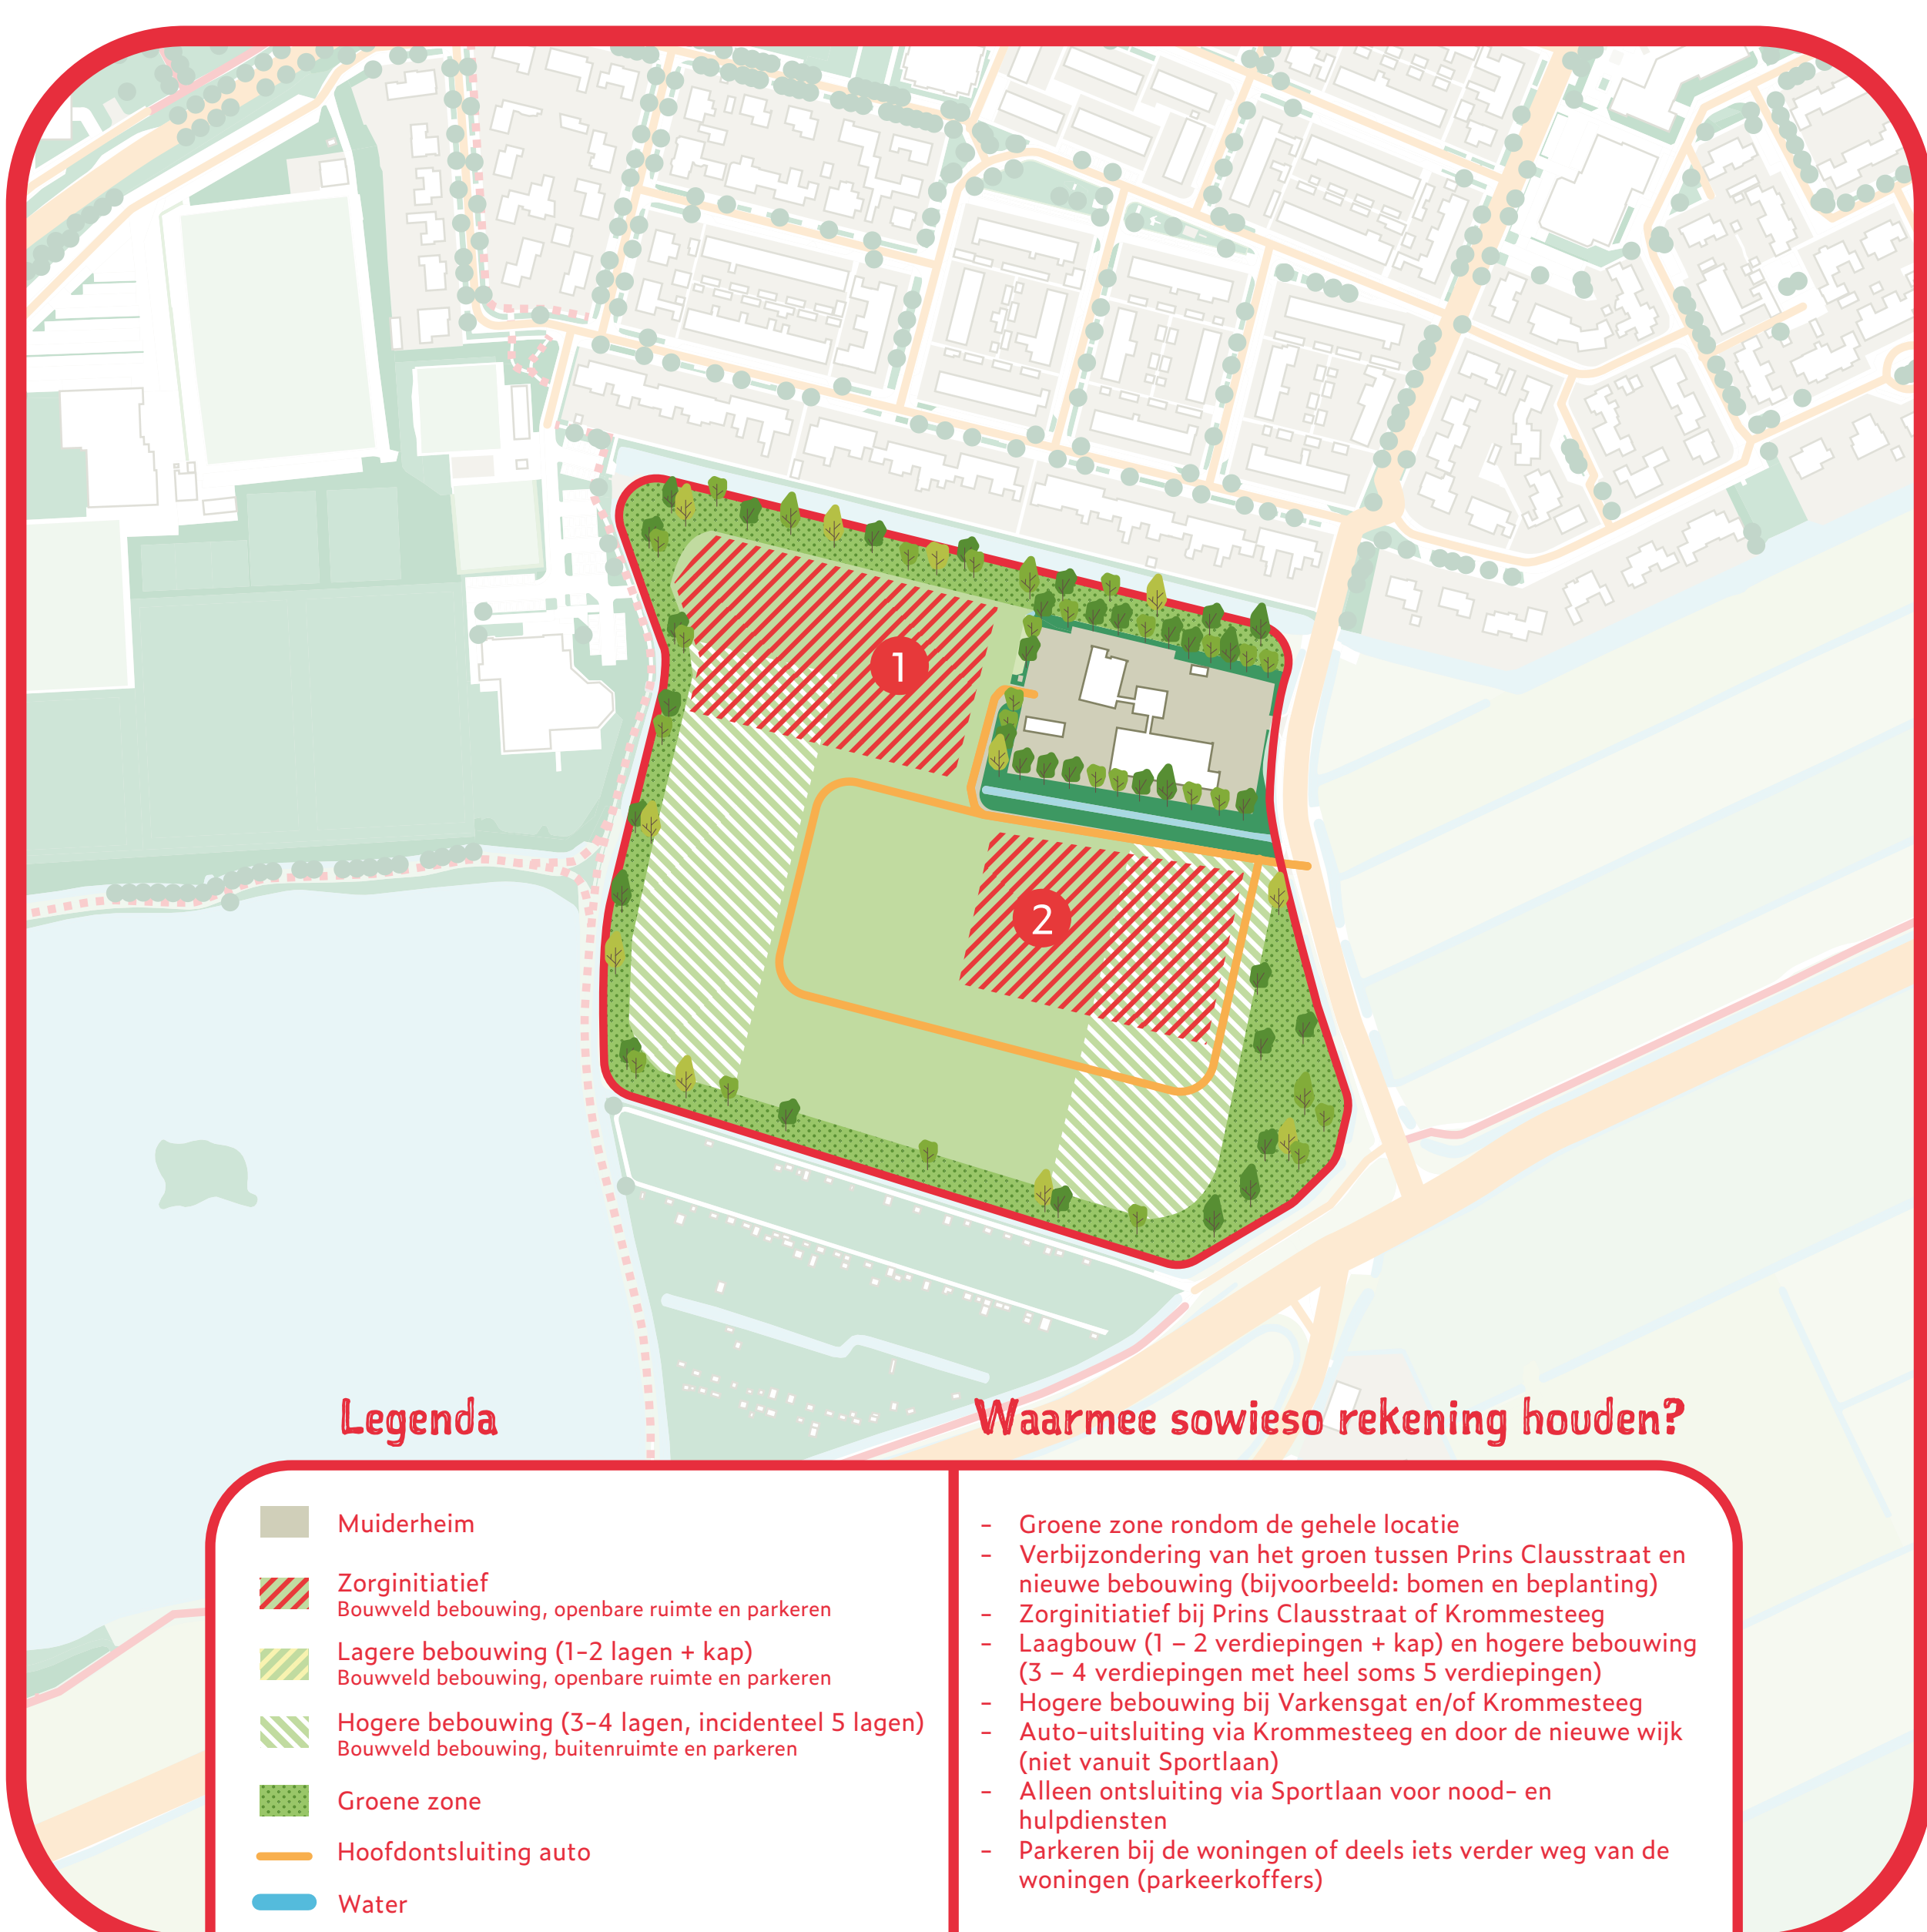 1
2
Legenda
Muiderheim
Zorginitiatief
Bouwveld bebouwing, openbare ruimte en parkeren
Lagere bebouwing (1-2 lagen + kap)
Bouwveld bebouwing, openbare ruimte en parkeren
Hogere bebouwing (3-4 lagen, incidenteel 5 lagen)
Bouwveld bebouwing, buitenruimte en parkeren
Groene zone
Hoofdontsluiting auto
Water
Waarmee sowieso rekening houden?
- Groene zone rondom de gehele locatie
- Verbijzondering van het groen tussen Prins Clausstraat en
nieuwe bebouwing (bijvoorbeeld: bomen en beplanting)
- Zorginitiatief bij Prins Clausstraat of Krommesteeg
- Laagbouw (1 – 2 verdiepingen + kap) en hogere bebouwing
(3 – 4 verdiepingen met heel soms 5 verdiepingen)
- Hogere bebouwing bij Varkensgat en/of Krommesteeg
- Auto-uitsluiting via Krommesteeg en door de nieuwe wijk
(niet vanuit Sportlaan)
- Alleen ontsluiting via Sportlaan voor nood- en
hulpdiensten
- Parkeren bij de woningen of deels iets verder weg van de
woningen (parkeerkoffers)